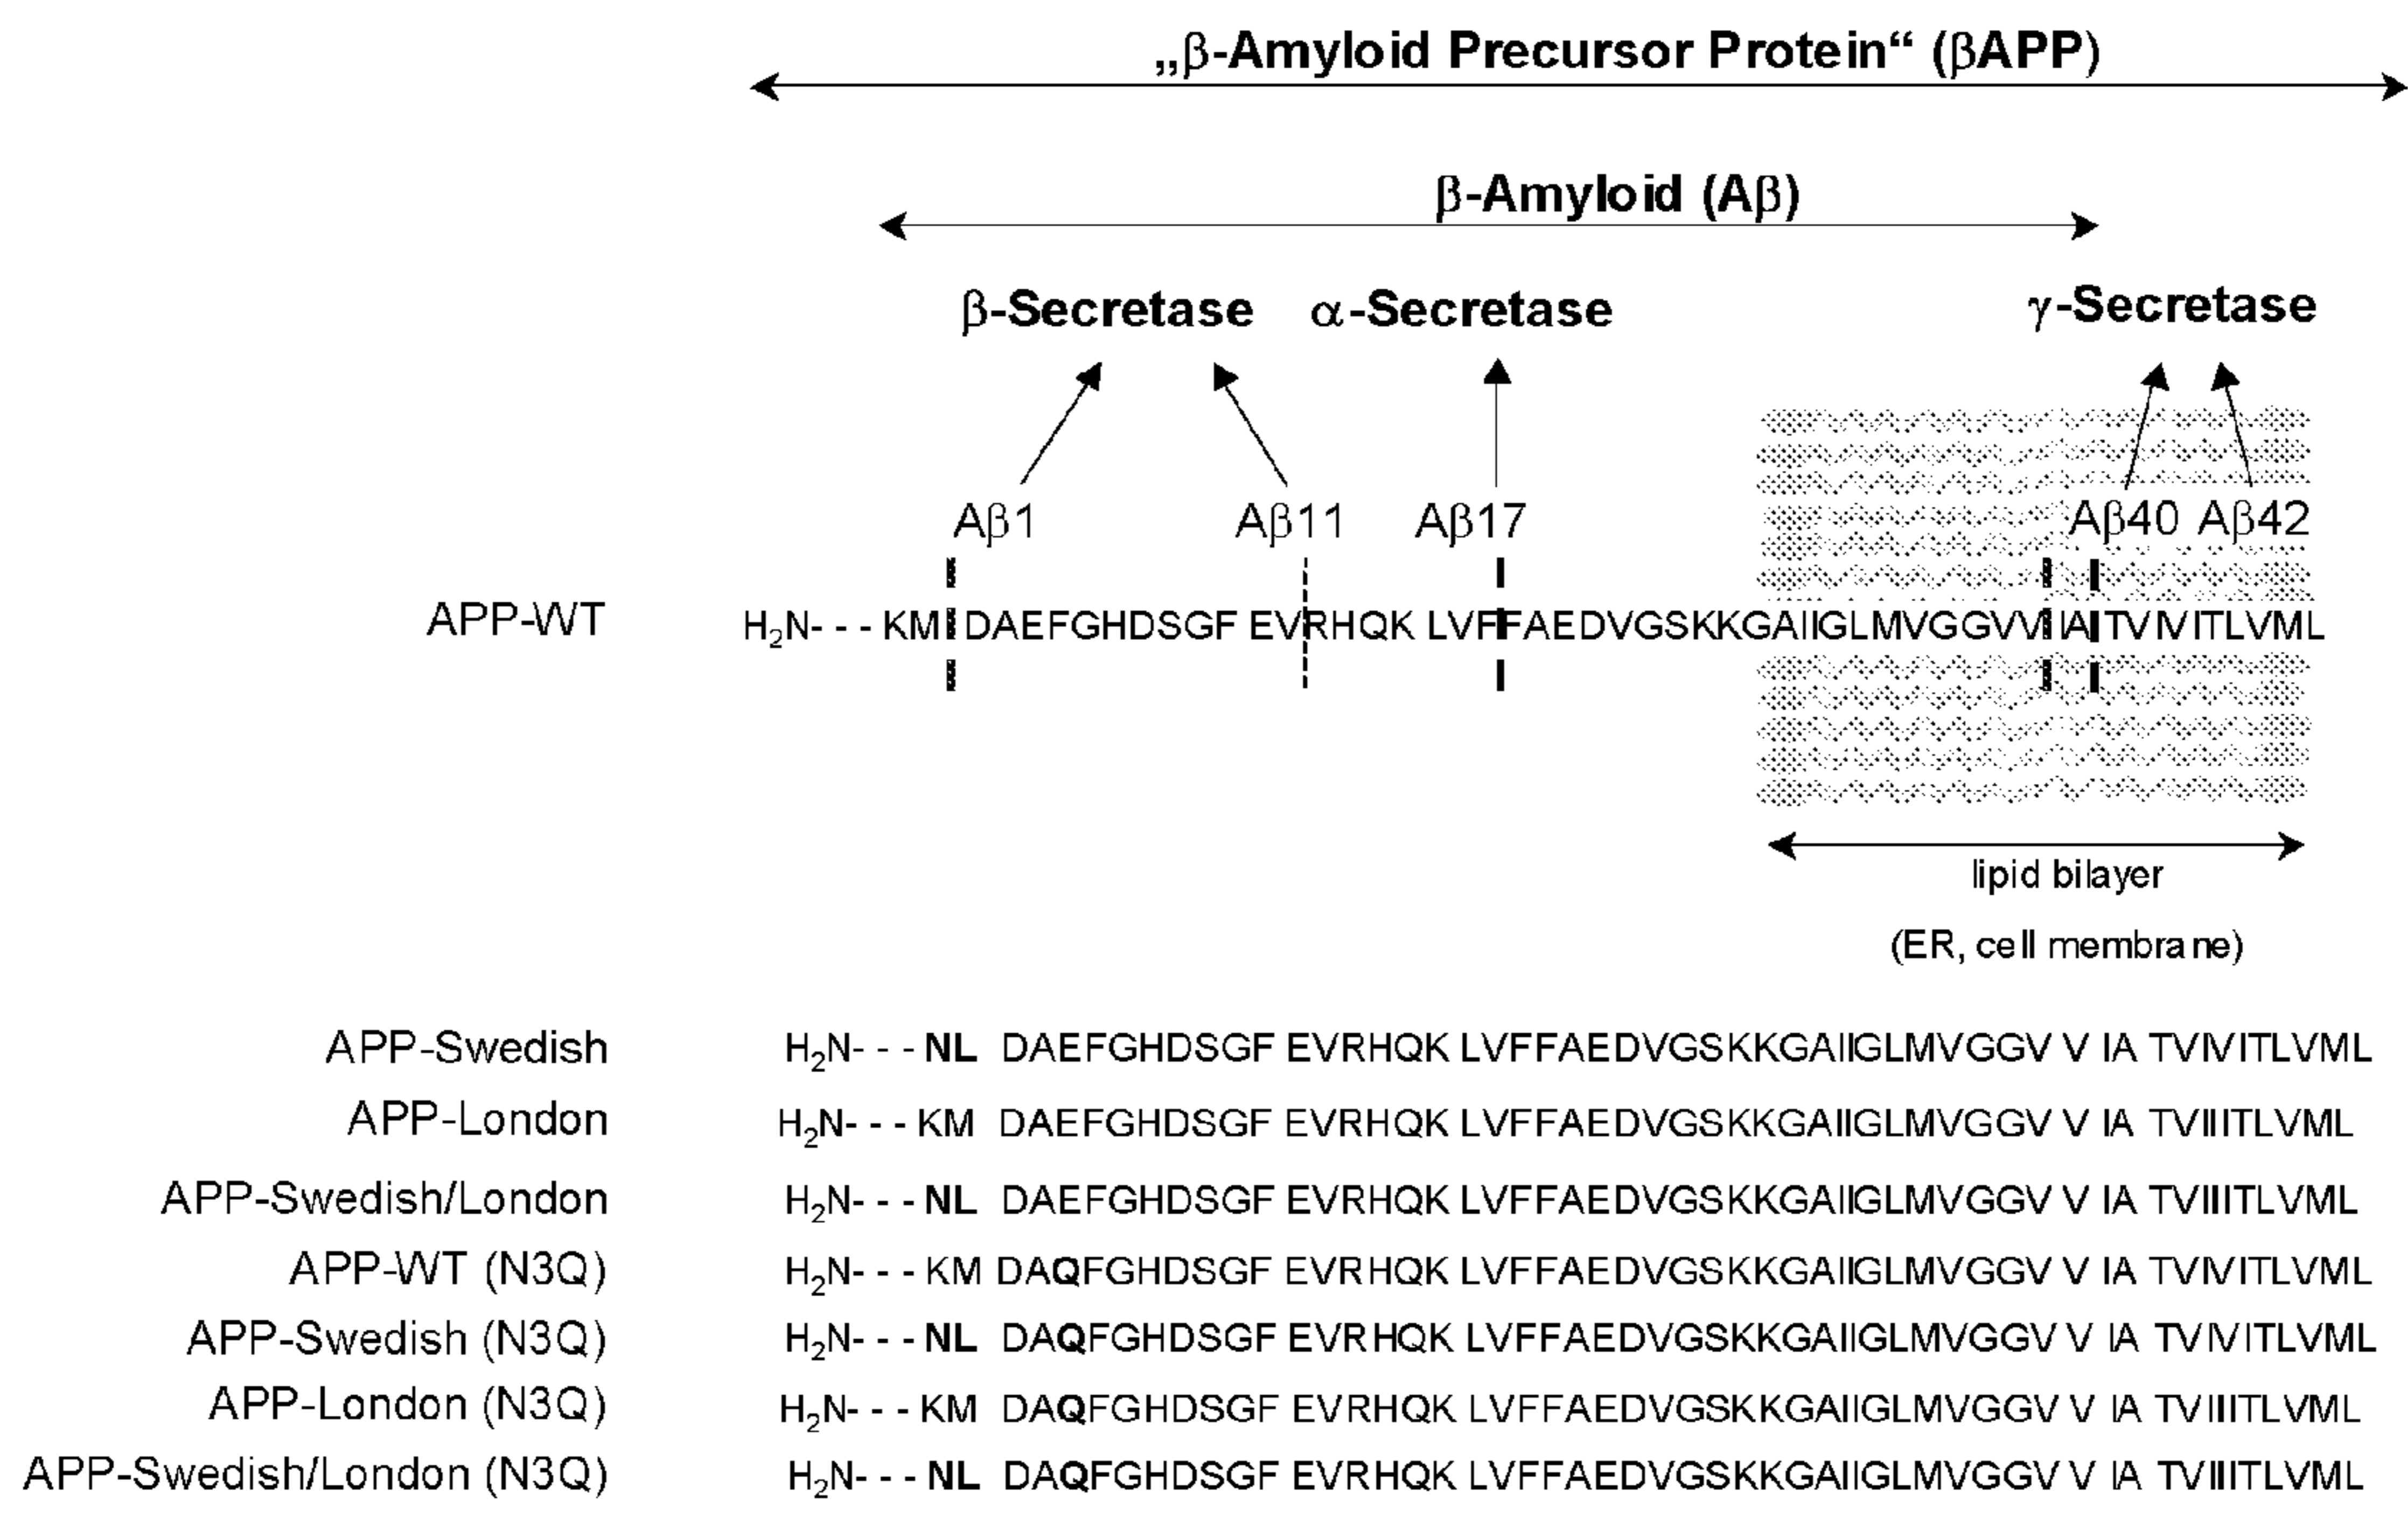 „β-Amyloid Precursor Protein“ (βAPP)
β-Amyloid (Aβ)
β-Secretase α-Secretase γ-Secretase
Aβ1 Aβ11 Aβ17 Aβ40 Aβ42
APP-WT H₂N- - - KM DAEFGHDSGF EVRHQK LVFFAEDVGSKKGAIIGLMVGGVV IA TVIVITLVML
lipid bilayer
(ER, cell membrane)
APP-Swedish H₂N- - - NL DAEFGHDSGF EVRHQK LVFFAEDVGSKKGAIIGLMVGGV V IA TVIVITLVML
APP-London H₂N- - - KM DAEFGHDSGF EVRHQK LVFFAEDVGSKKGAIIGLMVGGV V IA TVIIITLVML
APP-Swedish/London H₂N- - - NL DAEFGHDSGF EVRHQK LVFFAEDVGSKKGAIIGLMVGGV V IA TVIIITLVML
APP-WT (N3Q) H₂N- - - KM DAQFGHDSGF EVRHQK LVFFAEDVGSKKGAIIGLMVGGV V IA TVIVITLVML
APP-Swedish (N3Q) H₂N- - - NL DAQFGHDSGF EVRHQK LVFFAEDVGSKKGAIIGLMVGGV V IA TVIVITLVML
APP-London (N3Q) H₂N- - - KM DAQFGHDSGF EVRHQK LVFFAEDVGSKKGAIIGLMVGGV V IA TVIIITLVML
APP-Swedish/London (N3Q) H₂N- - - NL DAQFGHDSGF EVRHQK LVFFAEDVGSKKGAIIGLMVGGV V IA TVIIITLVML